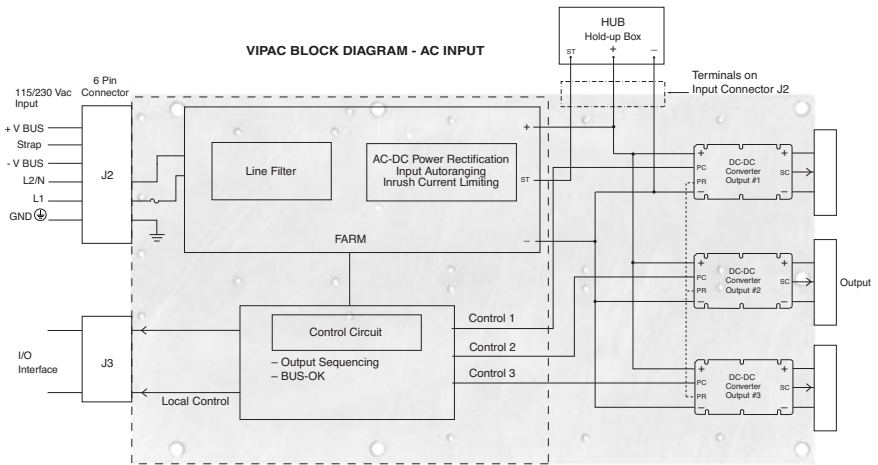 HUB
Hold-up Box
ST
+
–
VIPAC BLOCK DIAGRAM - AC INPUT
Terminals on
Input Connector J2
6 Pin
Connector
115/230 Vac
Input
+ V BUS
Strap
- V BUS
L2/N
L1
GND
J2
Line Filter
AC-DC Power Rectification
Input Autoranging
Inrush Current Limiting
+
ST
–
FARM
+
PC
PR
–
DC-DC
Converter
Output #1
+
SC
–
+
PC
PR
–
DC-DC
Converter
Output #2
+
SC
–
Output
+
PC
PR
–
DC-DC
Converter
Output #3
+
SC
–
Control Circuit
– Output Sequencing
– BUS-OK
Control 1
Control 2
Control 3
I/O
Interface
J3
Local Control